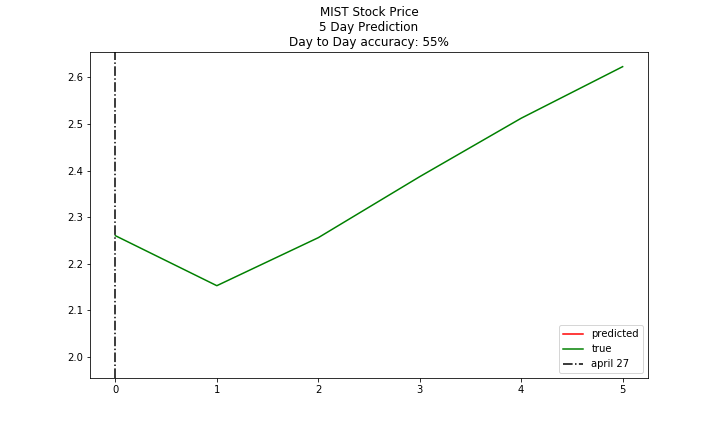 MIST Stock Price
5 Day Prediction
Day to Day accuracy: 55%
2.6
2.5
2.4
2.3
2.2
2.1
2.0
predicted
true
april 27
0 1 2 3 4 5